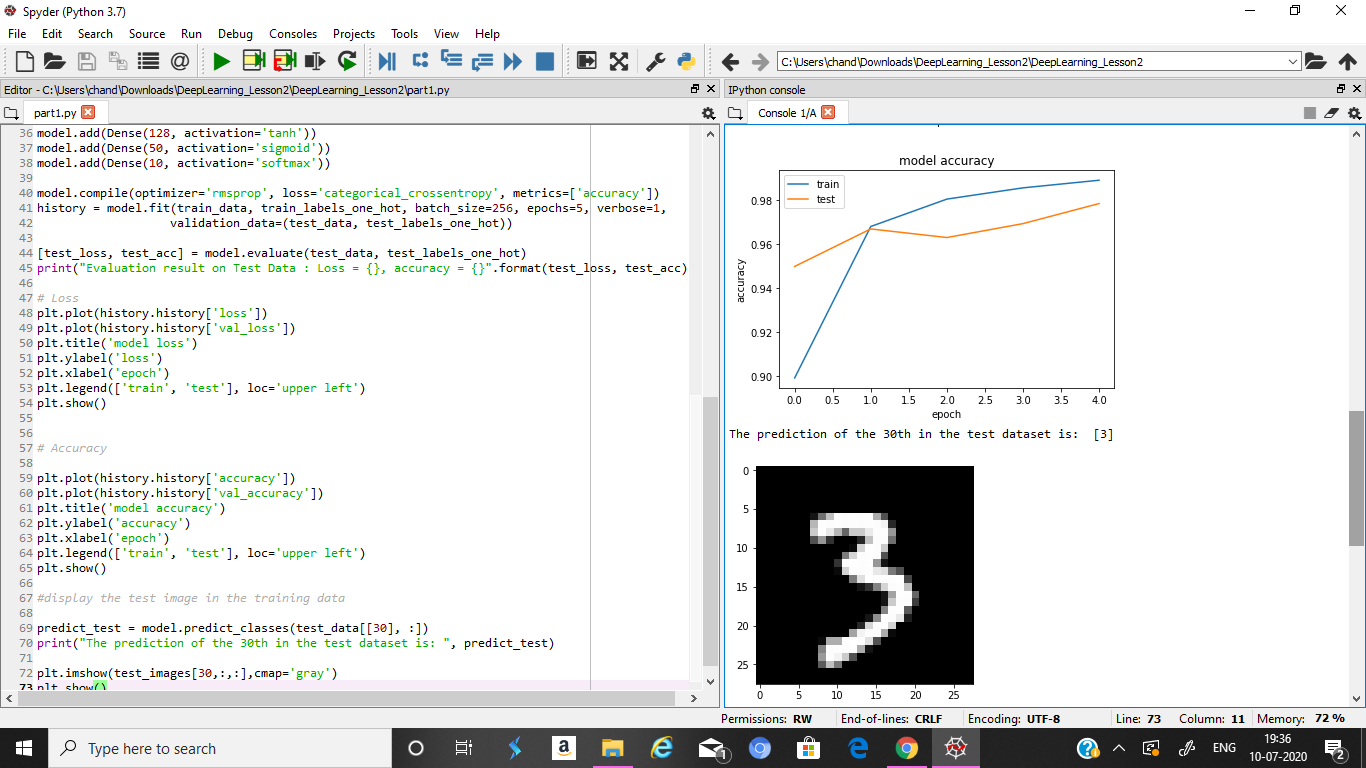 Spyder (Python 3.7)
File Edit Search Source Run Debug Consoles Projects Tools View Help
C:\Users\chand\Downloads\DeepLearning_Lesson2\DeepLearning_Lesson2
Editor - C:\Users\chand\Downloads\DeepLearning_Lesson2\DeepLearning_Lesson2\part1.py
part1.py
36 model.add(Dense(128, activation='tanh'))
37 model.add(Dense(50, activation='sigmoid'))
38 model.add(Dense(10, activation='softmax'))
39
40 model.compile(optimizer='rmsprop', loss='categorical_crossentropy', metrics=['accuracy'])
41 history = model.fit(train_data, train_labels_one_hot, batch_size=256, epochs=5, verbose=1,
42                    validation_data=(test_data, test_labels_one_hot))
43
44 [test_loss, test_acc] = model.evaluate(test_data, test_labels_one_hot)
45 print("Evaluation result on Test Data : Loss = {}, accuracy = {}".format(test_loss, test_acc)
46
47 # Loss
48 plt.plot(history.history['loss'])
49 plt.plot(history.history['val_loss'])
50 plt.title('model loss')
51 plt.ylabel('loss')
52 plt.xlabel('epoch')
53 plt.legend(['train', 'test'], loc='upper left')
54 plt.show()
55
56
57 # Accuracy
58
59 plt.plot(history.history['accuracy'])
60 plt.plot(history.history['val_accuracy'])
61 plt.title('model accuracy')
62 plt.ylabel('accuracy')
63 plt.xlabel('epoch')
64 plt.legend(['train', 'test'], loc='upper left')
65 plt.show()
66
67 #display the test image in the training data
68
69 predict_test = model.predict_classes(test_data[[30], :])
70 print("The prediction of the 30th in the test dataset is: ", predict_test)
71
72 plt.imshow(test_images[30,:,:],cmap='gray')
73 plt.show()
IPython console
Console 1/A
model accuracy
train
test
0.98
0.96
0.94
0.92
0.90
accuracy
0.0 0.5 1.0 1.5 2.0 2.5 3.0 3.5 4.0
epoch
The prediction of the 30th in the test dataset is:  [3]
0
5
10
15
20
25
3
0 5 10 15 20 25
Permissions: RW End-of-lines: CRLF Encoding: UTF-8 Line: 73 Column: 11 Memory: 72 %
Type here to search
a
1
ENG
19:36
10-07-2020
2